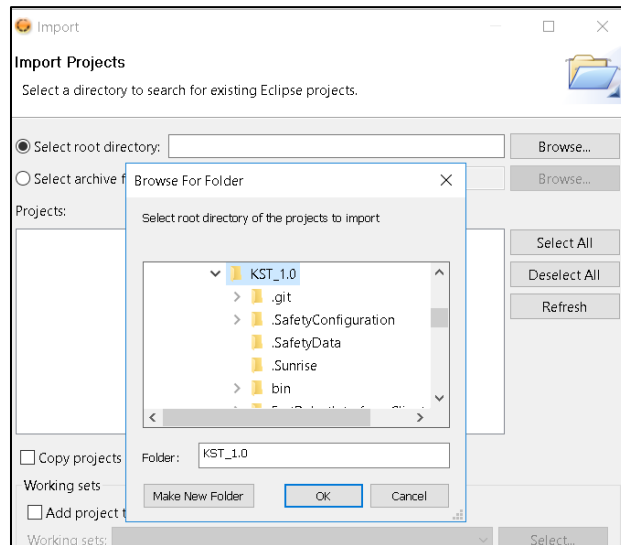 Import
Import Projects
Select a directory to search for existing Eclipse projects.
Select root directory:
Browse...
Select archive f
Browse...
Projects:
Select All
Deselect All
Refresh
Browse For Folder
Select root directory of the projects to import
KST_1.0
.git
.SafetyConfiguration
.SafetyData
.Sunrise
bin
Folder: KST_1.0
Make New Folder
OK
Cancel
Copy projects
Working sets
Add project t
Working sets:
Select...